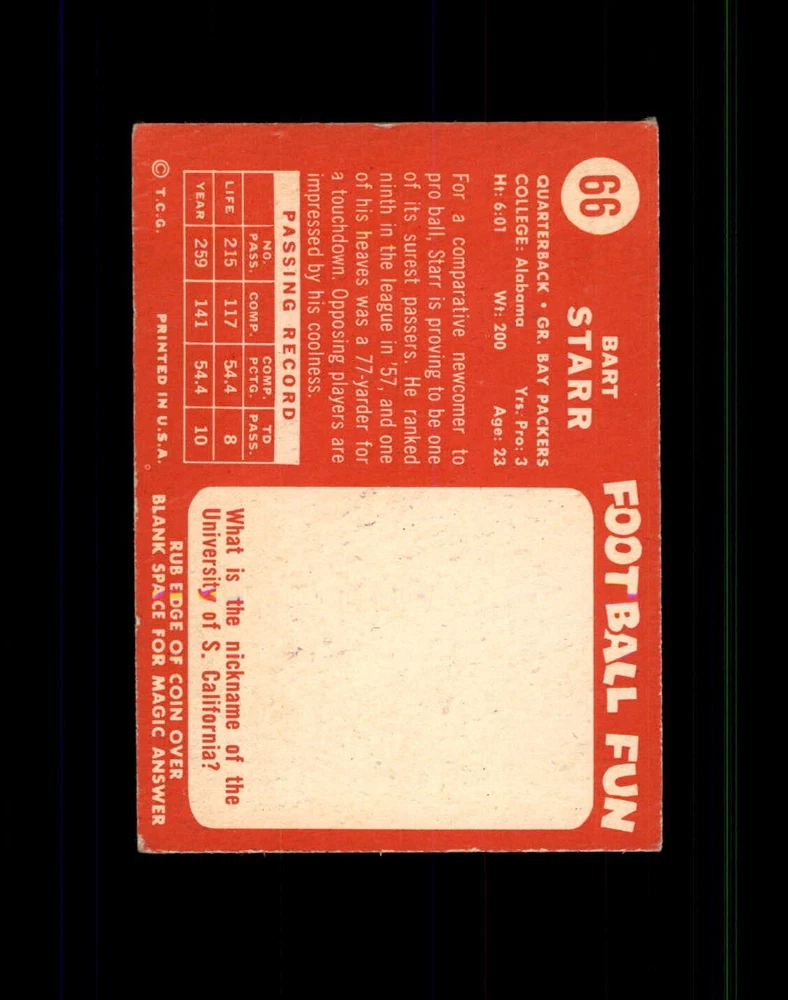 66
BART
STARR
QUARTERBACK • GR. BAY PACKERS
COLLEGE: Alabama Yrs. Pro: 3
Ht: 6:01 Wt: 200 Age: 23
For a comparative newcomer to
pro ball, Starr is proving to be one
of its surest passers. He ranked
ninth in the league in '57, and one
of his heaves was a 77-yarder for
a touchdown. Opposing players are
impressed by his coolness.
PASSING RECORD
NO. PASS. COMP. COMP. PCTG. TD PASS.
LIFE 215 117 54.4 8
YEAR 259 141 54.4 10
© T.C.G. PRINTED IN U.S.A.
FOOTBALL FUN
What is the nickname of the
University of S. California?
RUB EDGE OF COIN OVER
BLANK SPACE FOR MAGIC ANSWER